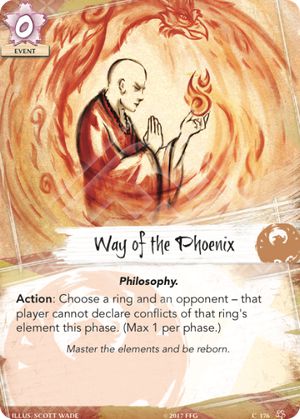 0
EVENT
Way of the Phoenix
Philosophy.
Action: Choose a ring and an opponent – that
player cannot declare conflicts of that ring's
element this phase. (Max 1 per phase.)
Master the elements and be reborn.
ILLUS: SCOTT WADE © 2017 FFG C 176